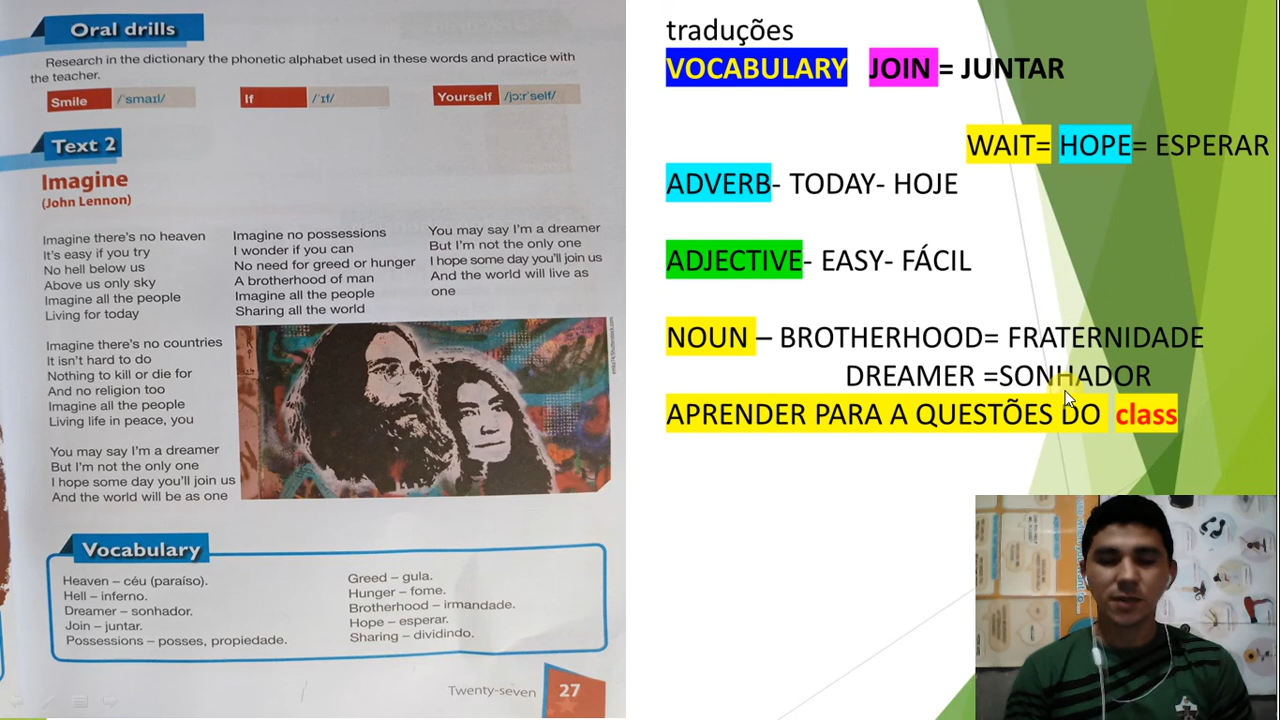 Oral drills
Research in the dictionary the phonetic alphabet used in these words and practice with
the teacher.
Smile /ˈsmaɪl/
If /ˈɪf/
Yourself /jɔːrˈself/
Text 2
Imagine
(John Lennon)
Imagine there's no heaven
It's easy if you try
No hell below us
Above us only sky
Imagine all the people
Living for today
Imagine there's no countries
It isn't hard to do
Nothing to kill or die for
And no religion too
Imagine all the people
Living life in peace, you
You may say I'm a dreamer
But I'm not the only one
I hope some day you'll join us
And the world will be as one
Imagine no possessions
I wonder if you can
No need for greed or hunger
A brotherhood of man
Imagine all the people
Sharing all the world
You may say I'm a dreamer
But I'm not the only one
I hope some day you'll join us
And the world will live as
one
Vocabulary
Heaven – céu (paraíso).
Hell – inferno.
Dreamer – sonhador.
Join – juntar.
Possessions – posses, propiedade.
Greed – gula.
Hunger – fome.
Brotherhood – irmandade.
Hope – esperar.
Sharing – dividindo.
Twenty-seven 27
traduções
VOCABULARY JOIN = JUNTAR
WAIT= HOPE= ESPERAR
ADVERB- TODAY- HOJE
ADJECTIVE- EASY- FÁCIL
NOUN – BROTHERHOOD= FRATERNIDADE
DREAMER =SONHADOR
APRENDER PARA A QUESTÕES DO class